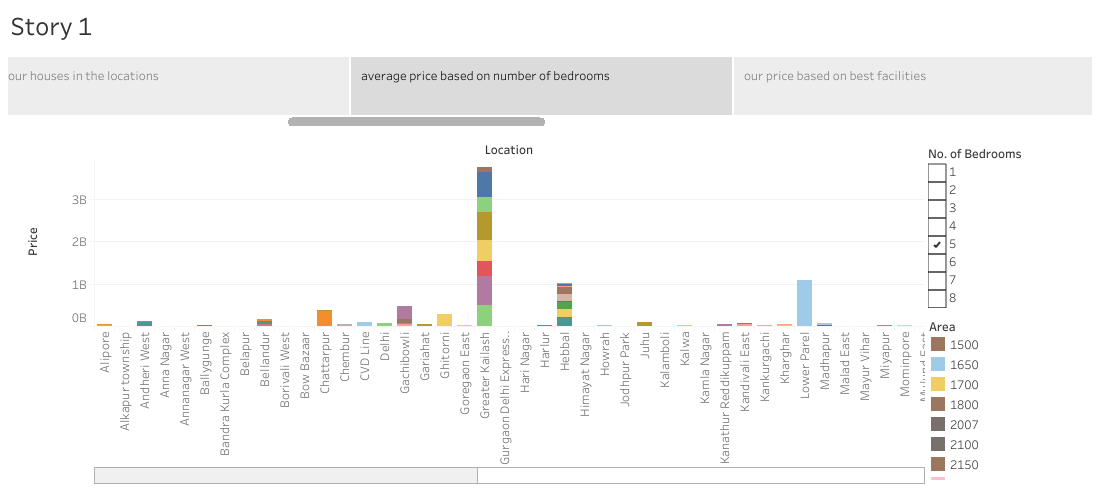 Story 1
our houses in the locations
average price based on number of bedrooms
our price based on best facilities
Location
No. of Bedrooms
1
2
3
4
5
6
7
8
Price
3B
2B
1B
0B
Alipore
Alkapur township
Andheri West
Anna Nagar
Annanagar West
Ballygunge
Bandra Kurla Complex
Belapur
Bellandur
Borivali West
Bow Bazaar
Chattarpur
Chembur
CVD Line
Delhi
Gachibowli
Gariahat
Ghitorni
Goregaon East
Greater Kailash
Gurgaon Delhi Express..
Hari Nagar
Harlur
Hebbal
Himayat Nagar
Howrah
Jodhpur Park
Juhu
Kalamboli
Kalwa
Kamla Nagar
Kanathur Reddikuppam
Kandivali East
Kankurgachi
Kharghar
Lower Parel
Madhapur
Malad East
Mayur Vihar
Miyapur
Mominpore
Area
1500
1650
1700
1800
2007
2100
2150